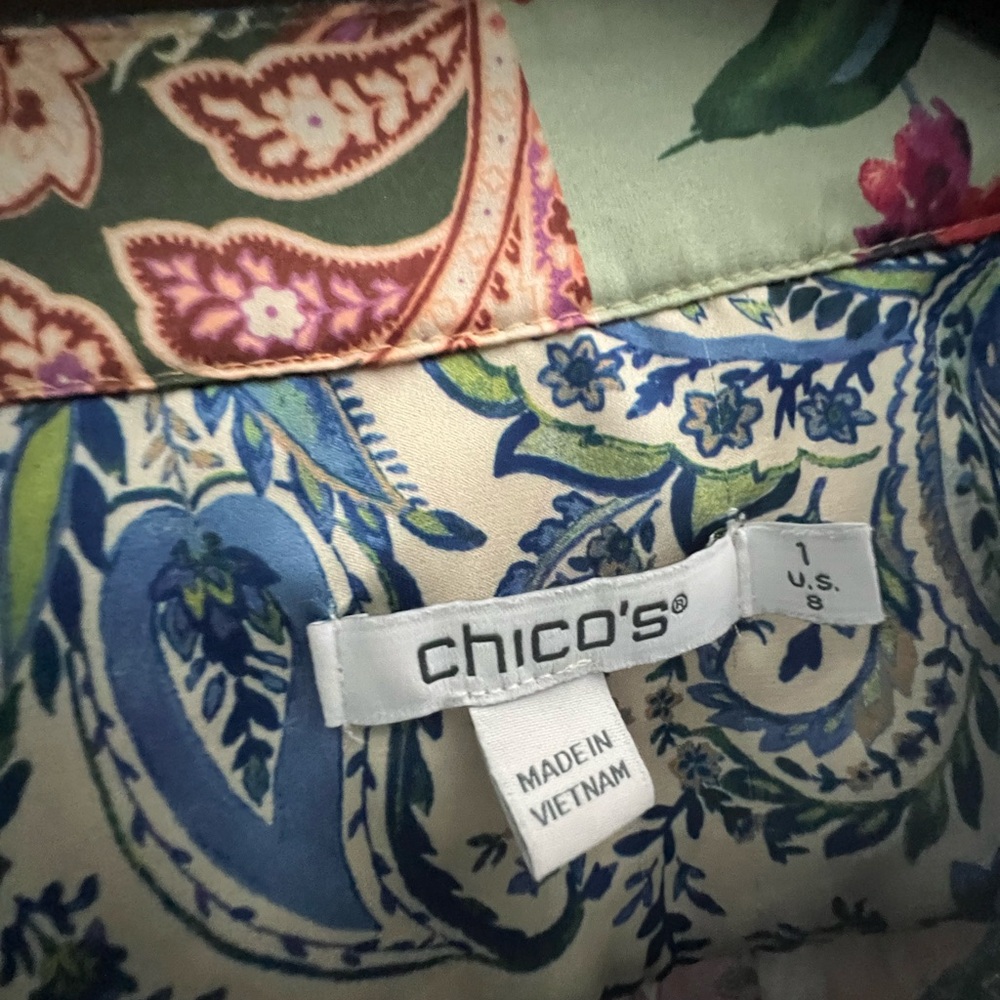 chico's®
1
U.S.
8
MADE IN
VIETNAM